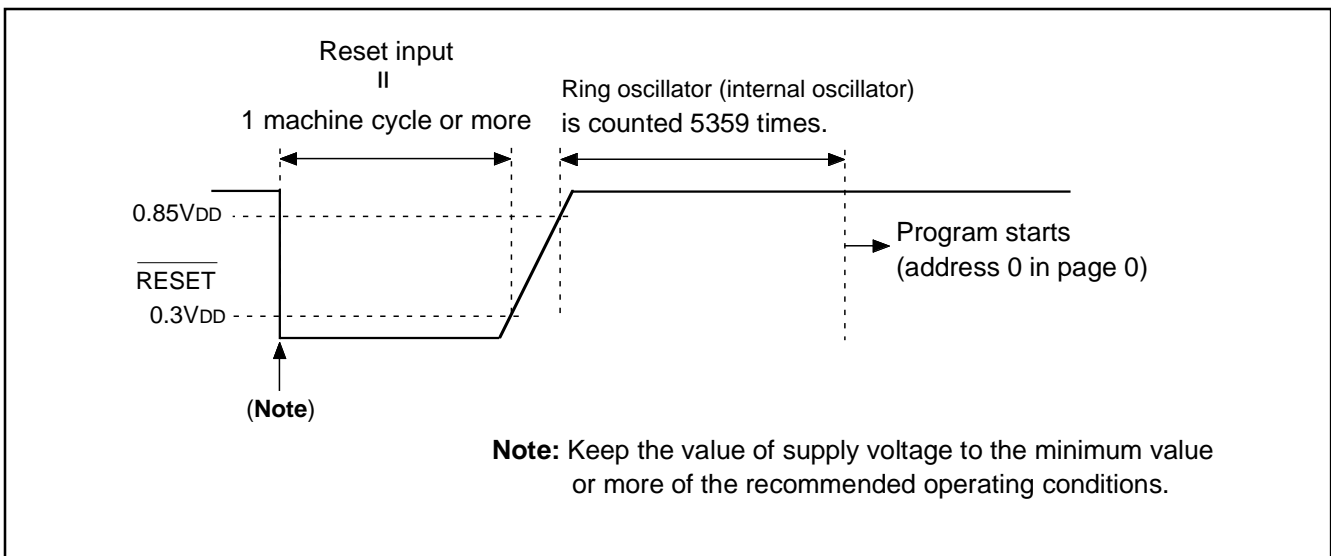 Reset input
=
1 machine cycle or more
Ring oscillator (internal oscillator)
is counted 5359 times.
0.85VDD
RESET
0.3VDD
Program starts
(address 0 in page 0)
(Note)
Note: Keep the value of supply voltage to the minimum value
or more of the recommended operating conditions.